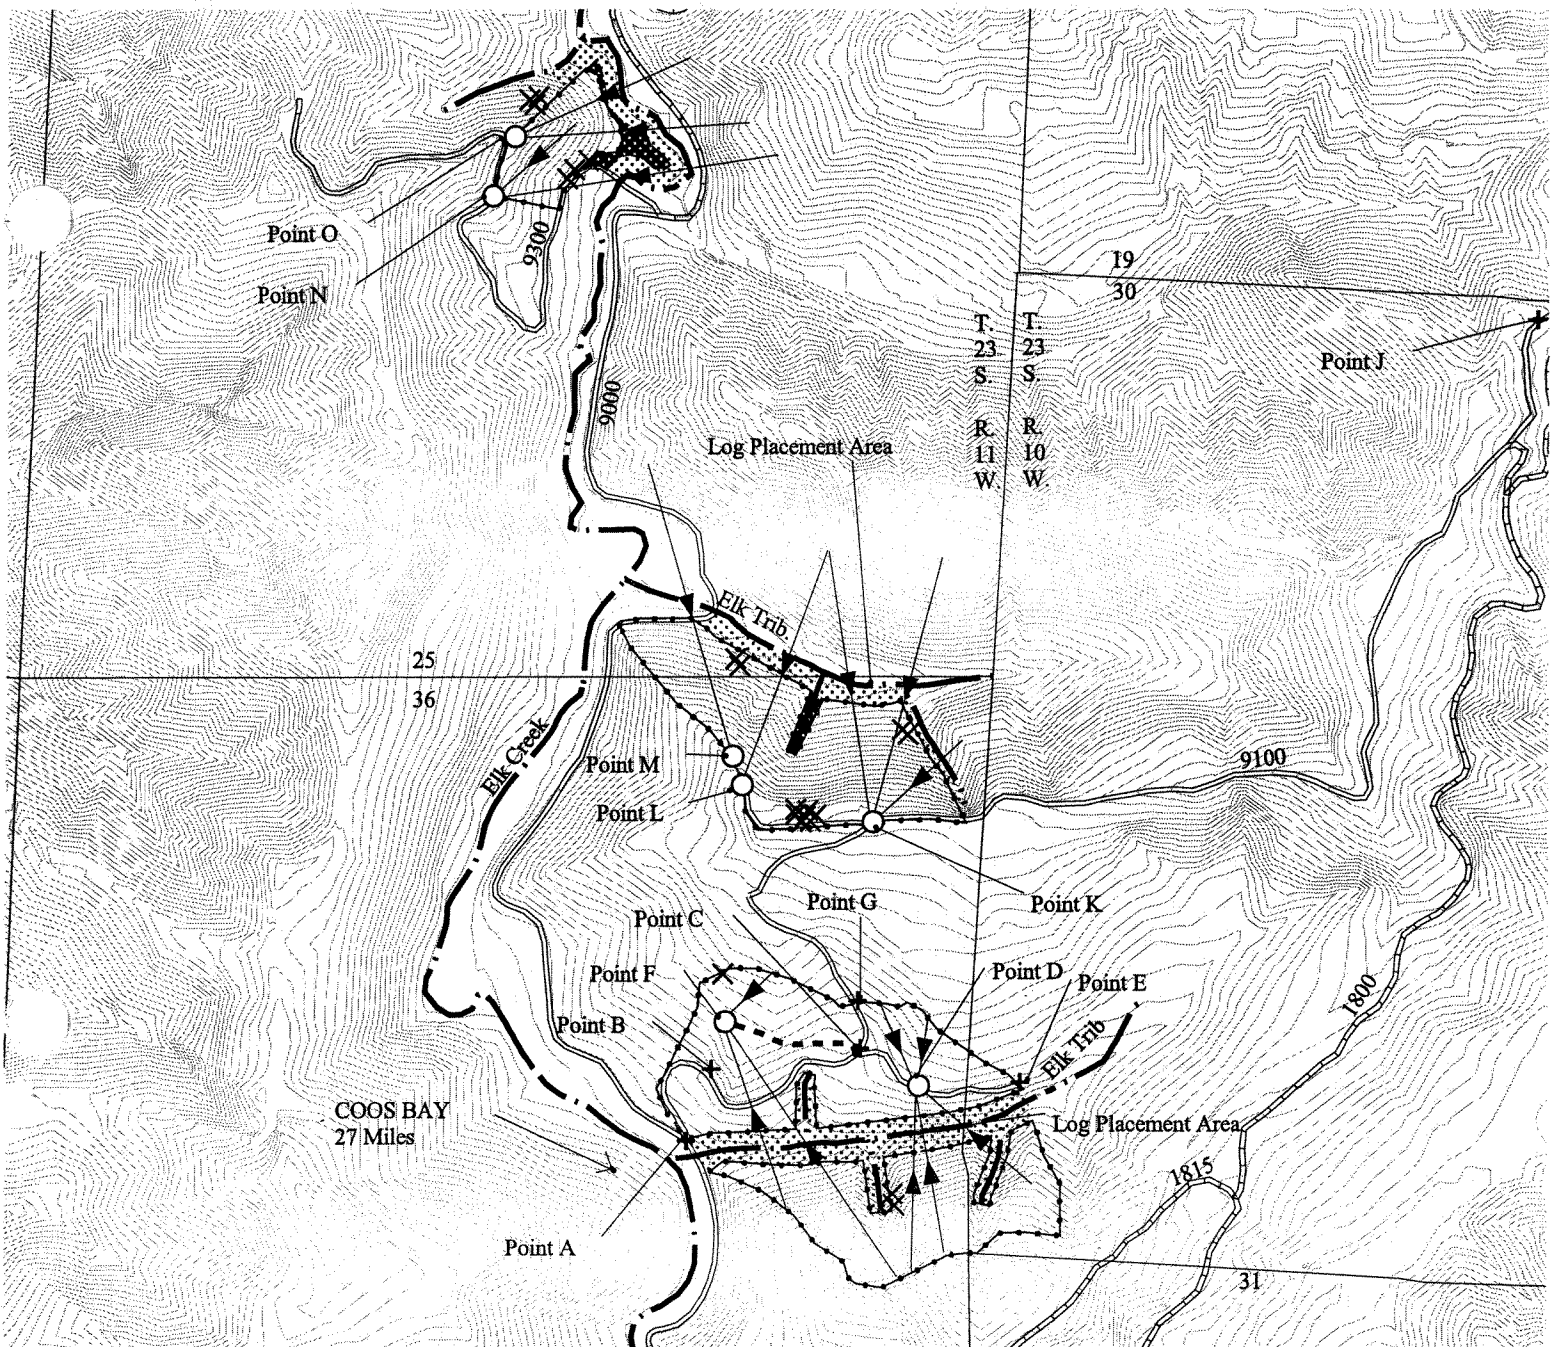 Point O
9300
Point N
19
30
T. T.
23 23
S. S.
R. R.
11 10
W. W.
Point J
9000
Log Placement Area
Elk Trib.
25
36
Elk Creek
Point M
Point L
9100
Point K
Point G
Point C
Point F
Point D
Point E
Point B
1800
Elk Trib
COOS BAY
27 Miles
Log Placement Area
1815
Point A
31